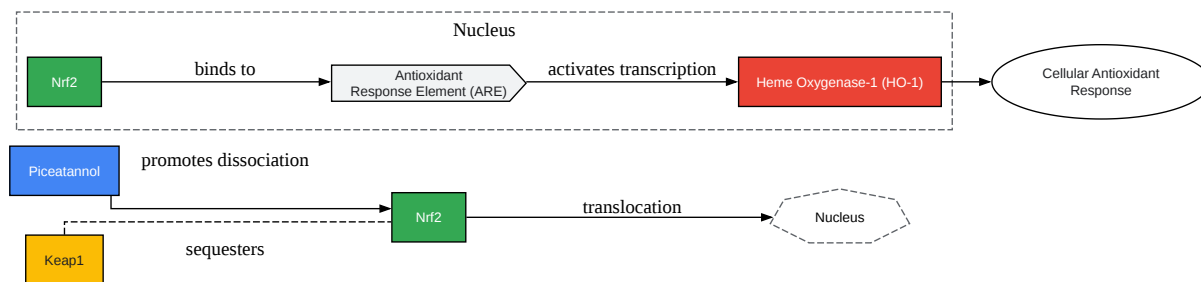 Nucleus
Nrf2
binds to
Antioxidant
Response Element (ARE)
activates transcription
Heme Oxygenase-1 (HO-1)
Cellular Antioxidant
Response
Piceatannol
promotes dissociation
Nrf2
translocation
Nucleus
sequesters
Keap1